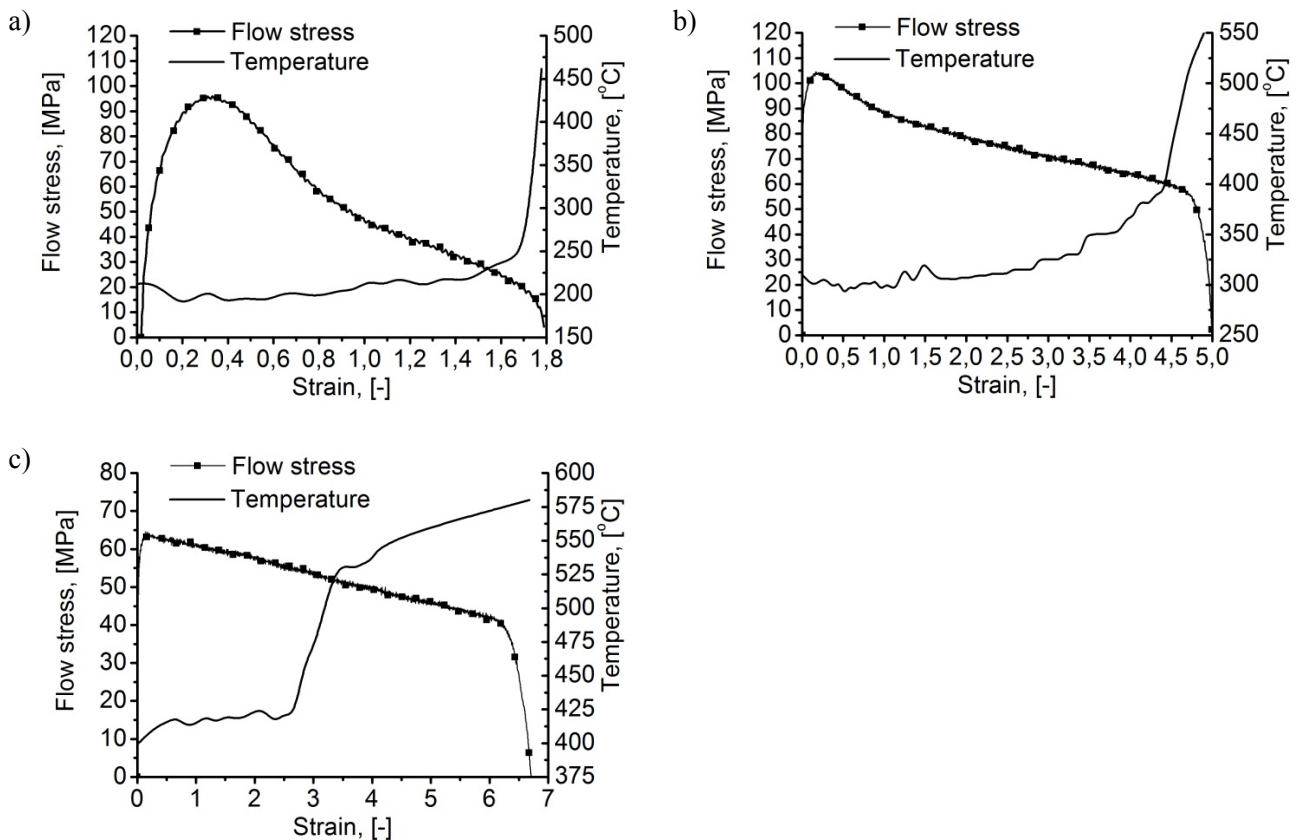 a)
Flow stress
Temperature
Flow stress, [MPa]
120
110
100
90
80
70
60
50
40
30
20
10
0
0,0 0,2 0,4 0,6 0,8 1,0 1,2 1,4 1,6 1,8
Strain, [-]
500
450
400
350
300
250
200
150
Temperature, [°C]
b)
Flow stress
Temperature
Flow stress, [MPa]
120
110
100
90
80
70
60
50
40
30
20
10
0
0,0 0,5 1,0 1,5 2,0 2,5 3,0 3,5 4,0 4,5 5,0
Strain, [-]
550
500
450
400
350
300
250
Temperature, [°C]
c)
Flow stress
Temperature
Flow stress, [MPa]
80
70
60
50
40
30
20
10
0
0 1 2 3 4 5 6 7
Strain, [-]
600
575
550
525
500
475
450
425
400
375
Temperature, [°C]